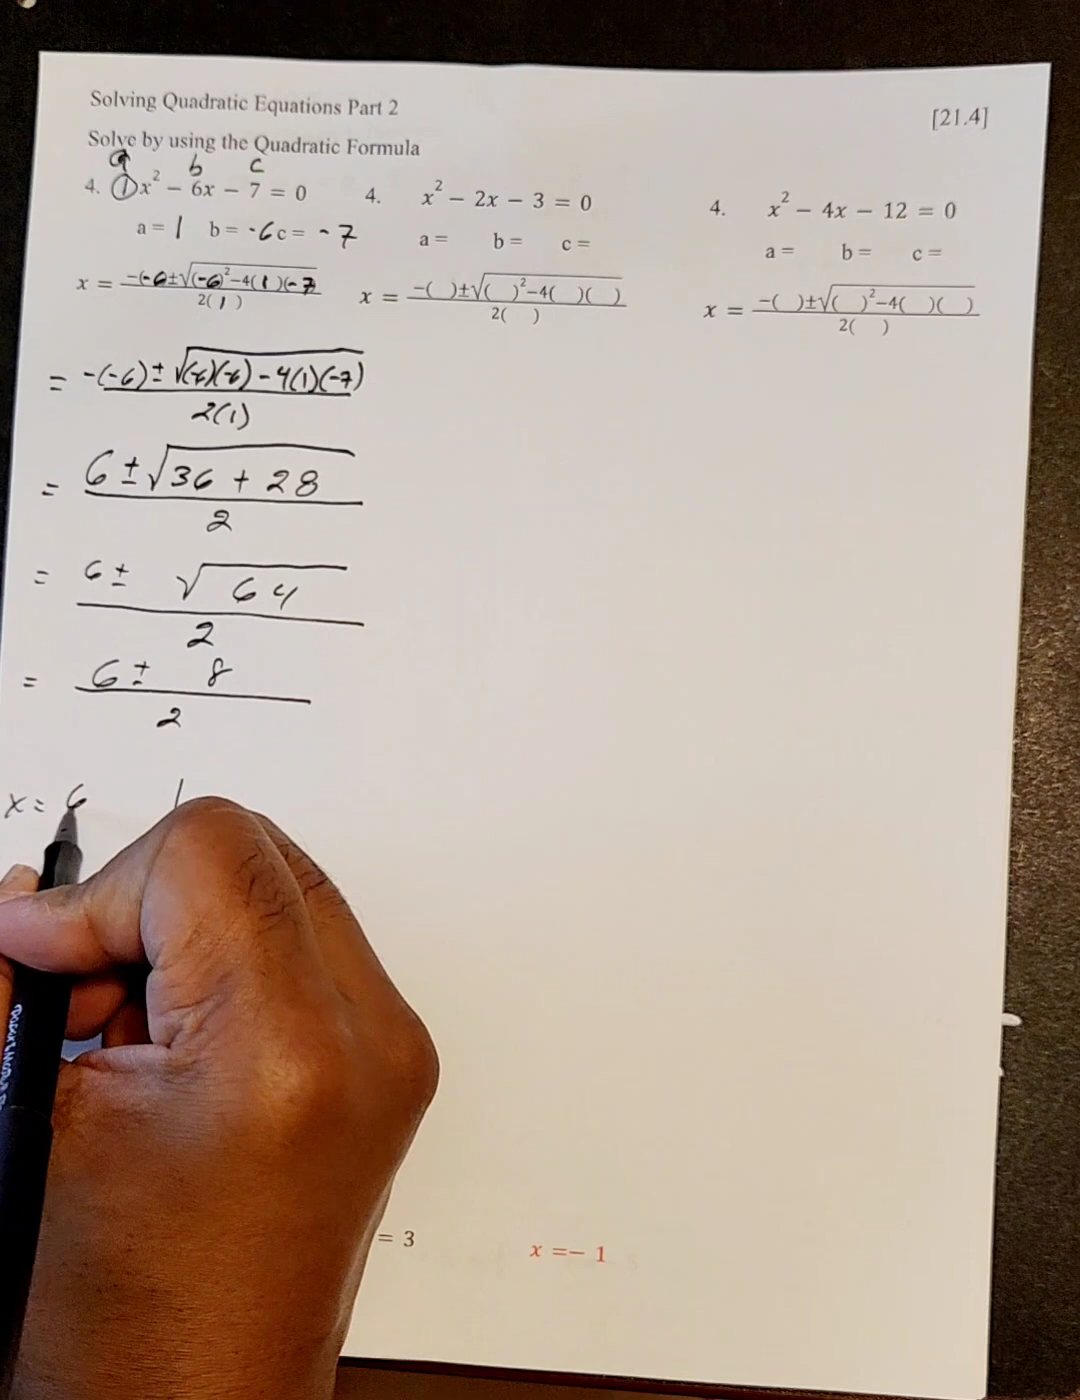 Solving Quadratic Equations Part 2
[21.4]
Solve by using the Quadratic Formula
a b c
4. 1x² − 6x − 7 = 0
a = 1 b = -6 c = -7
x = −(-6)±√(-6)²−4(1)(-7) / 2(1)
= -(-6) ± √(-6)(-6) - 4(1)(-7) / 2(1)
= 6 ± √36 + 28 / 2
= 6 ± √64 / 2
= 6 ± 8 / 2
x = 6
4. x² − 2x − 3 = 0
a = b = c =
x = −( )±√( )²−4( )( ) / 2( )
4. x² − 4x − 12 = 0
a = b = c =
x = −( )±√( )²−4( )( ) / 2( )
= 3
x =− 1